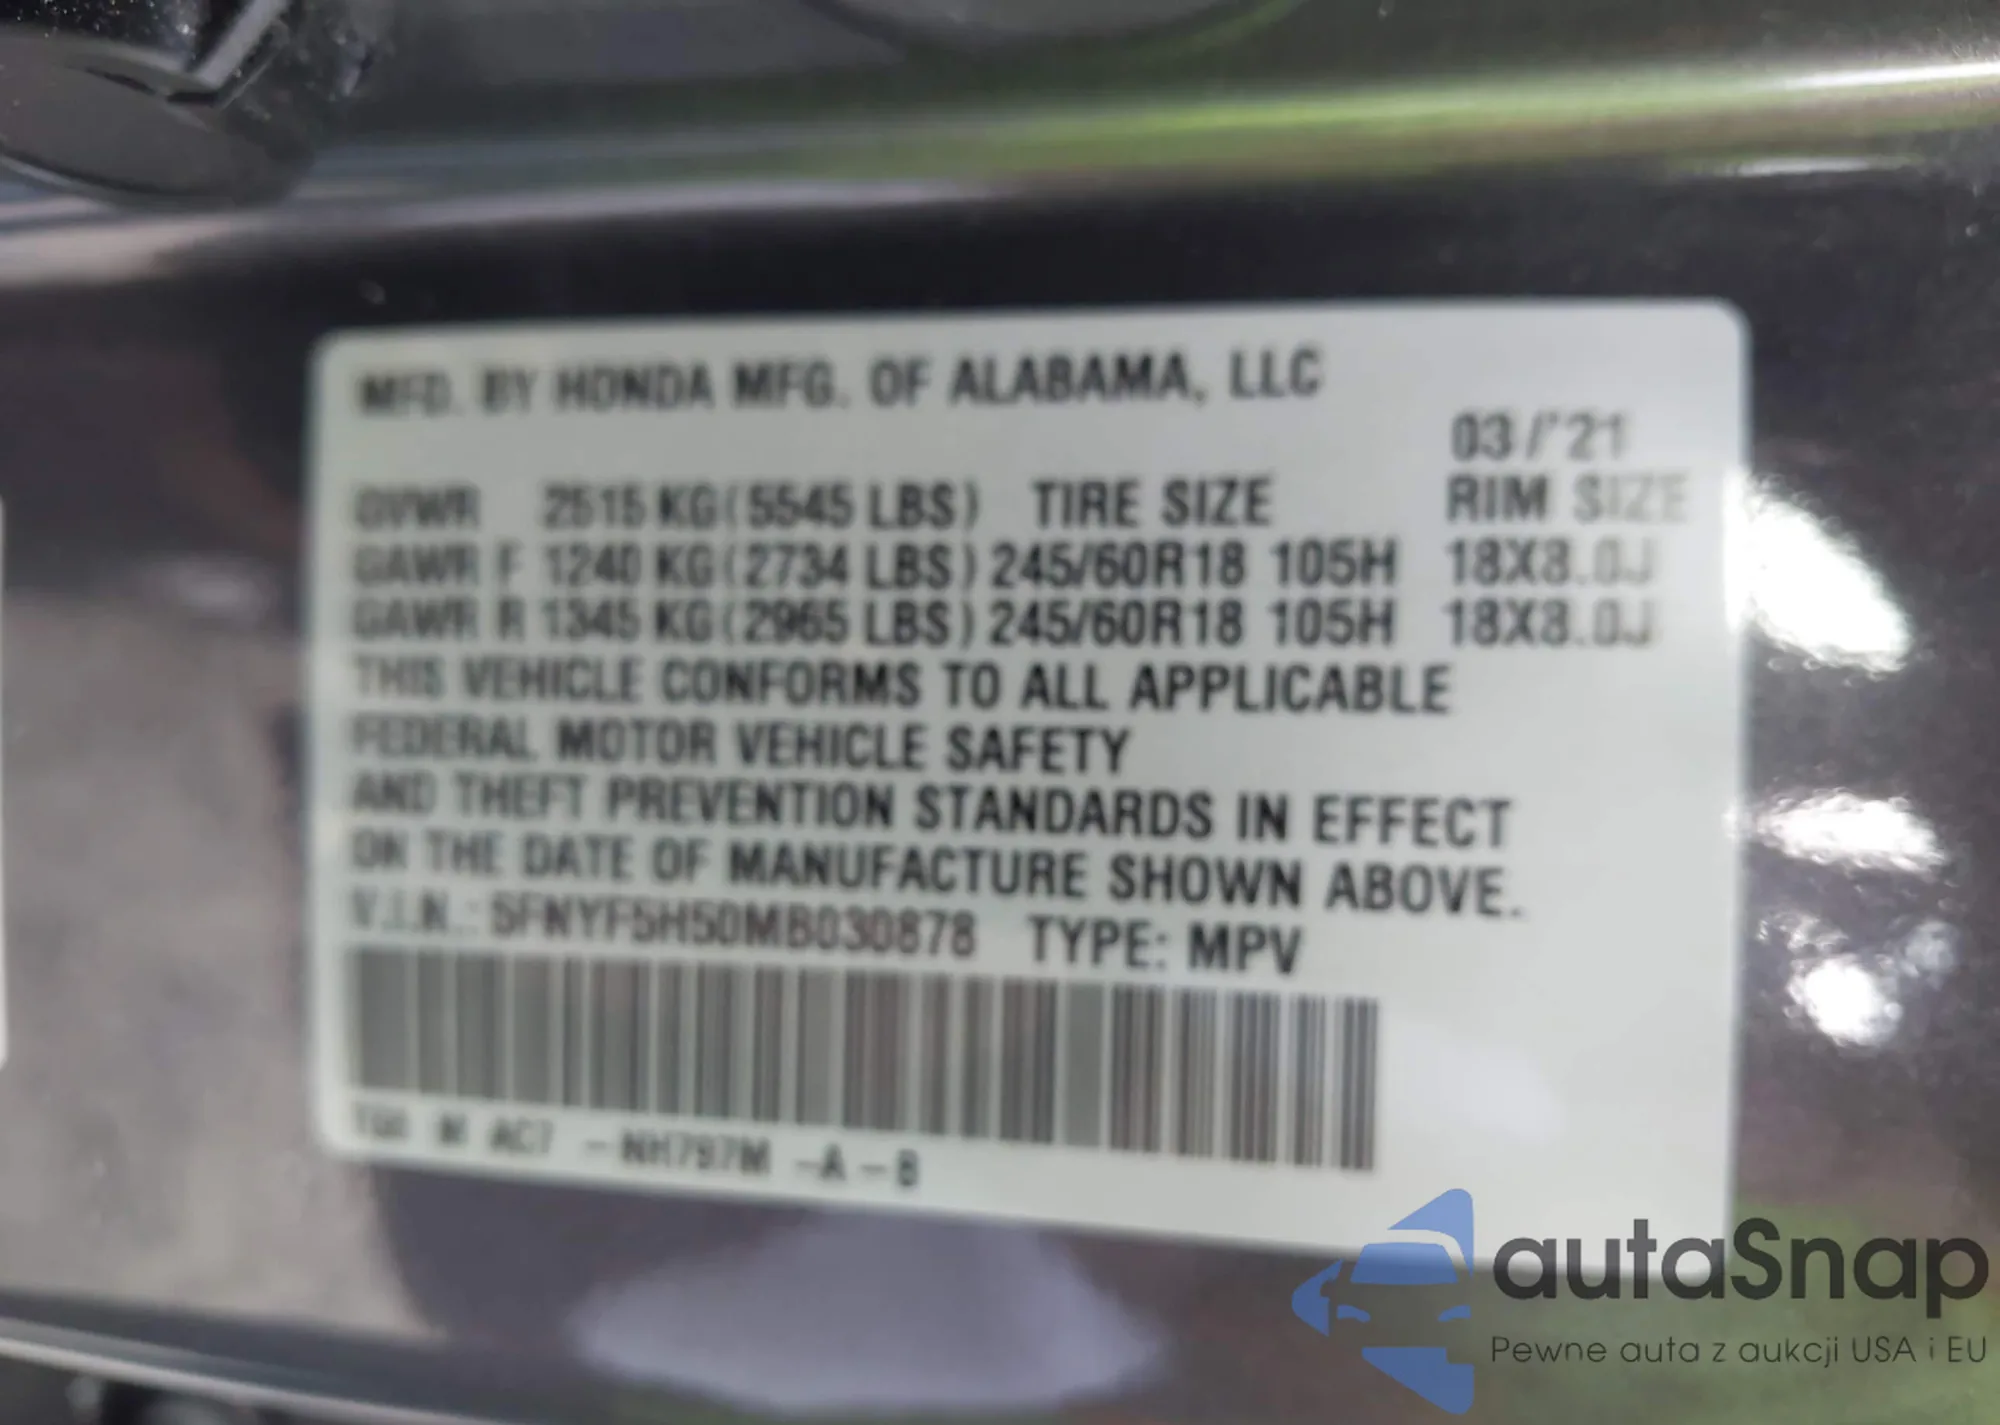 MFD. BY HONDA MFG. OF ALABAMA, LLC
03/'21
GVWR 2515 KG (5545 LBS) TIRE SIZE RIM SIZE
GAWR F 1240 KG (2734 LBS) 245/60R18 105H 18X8.0J
GAWR R 1345 KG (2965 LBS) 245/60R18 105H 18X8.0J
THIS VEHICLE CONFORMS TO ALL APPLICABLE
FEDERAL MOTOR VEHICLE SAFETY
AND THEFT PREVENTION STANDARDS IN EFFECT
ON THE DATE OF MANUFACTURE SHOWN ABOVE.
V.I.N.: 5FNYF5H50MB030878 TYPE: MPV
AC7 -NH797M -A -B
autaSnap
Pewne auta z aukcji USA i EU